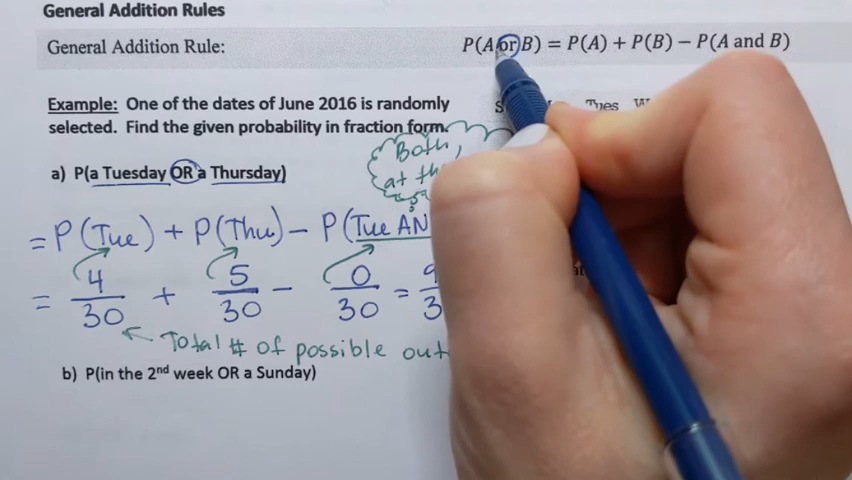 General Addition Rules
General Addition Rule: P(A or B) = P(A) + P(B) − P(A and B)
Example: One of the dates of June 2016 is randomly
selected. Find the given probability in fraction form.
S Tues W
Both,
a) P(a Tuesday OR a Thursday)
at th
= P(Tue) + P(Thu) − P(Tue AN
= 4/30 + 5/30 − 0/30 = 9/3
Total # of possible out
b) P(in the 2nd week OR a Sunday)